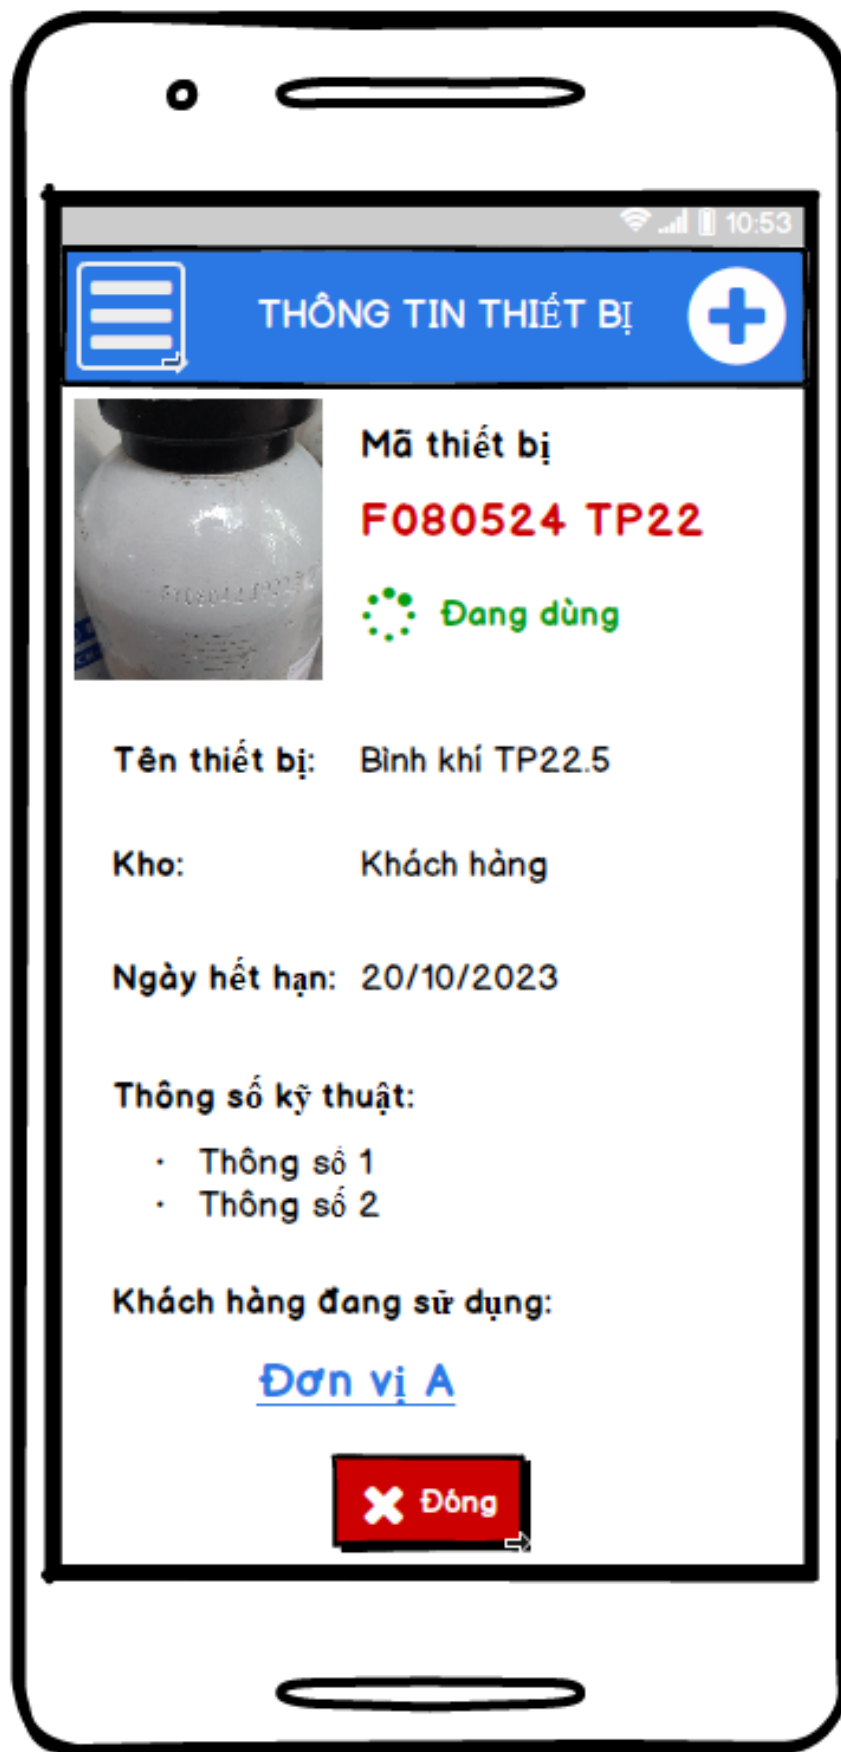 10:53
THÔNG TIN THIẾT BỊ
Mã thiết bị
F080524 TP22
Đang dùng
Tên thiết bị: Bình khí TP22.5
Kho: Khách hàng
Ngày hết hạn: 20/10/2023
Thông số kỹ thuật:
· Thông số 1
· Thông số 2
Khách hàng đang sử dụng:
Đơn vị A
Đóng